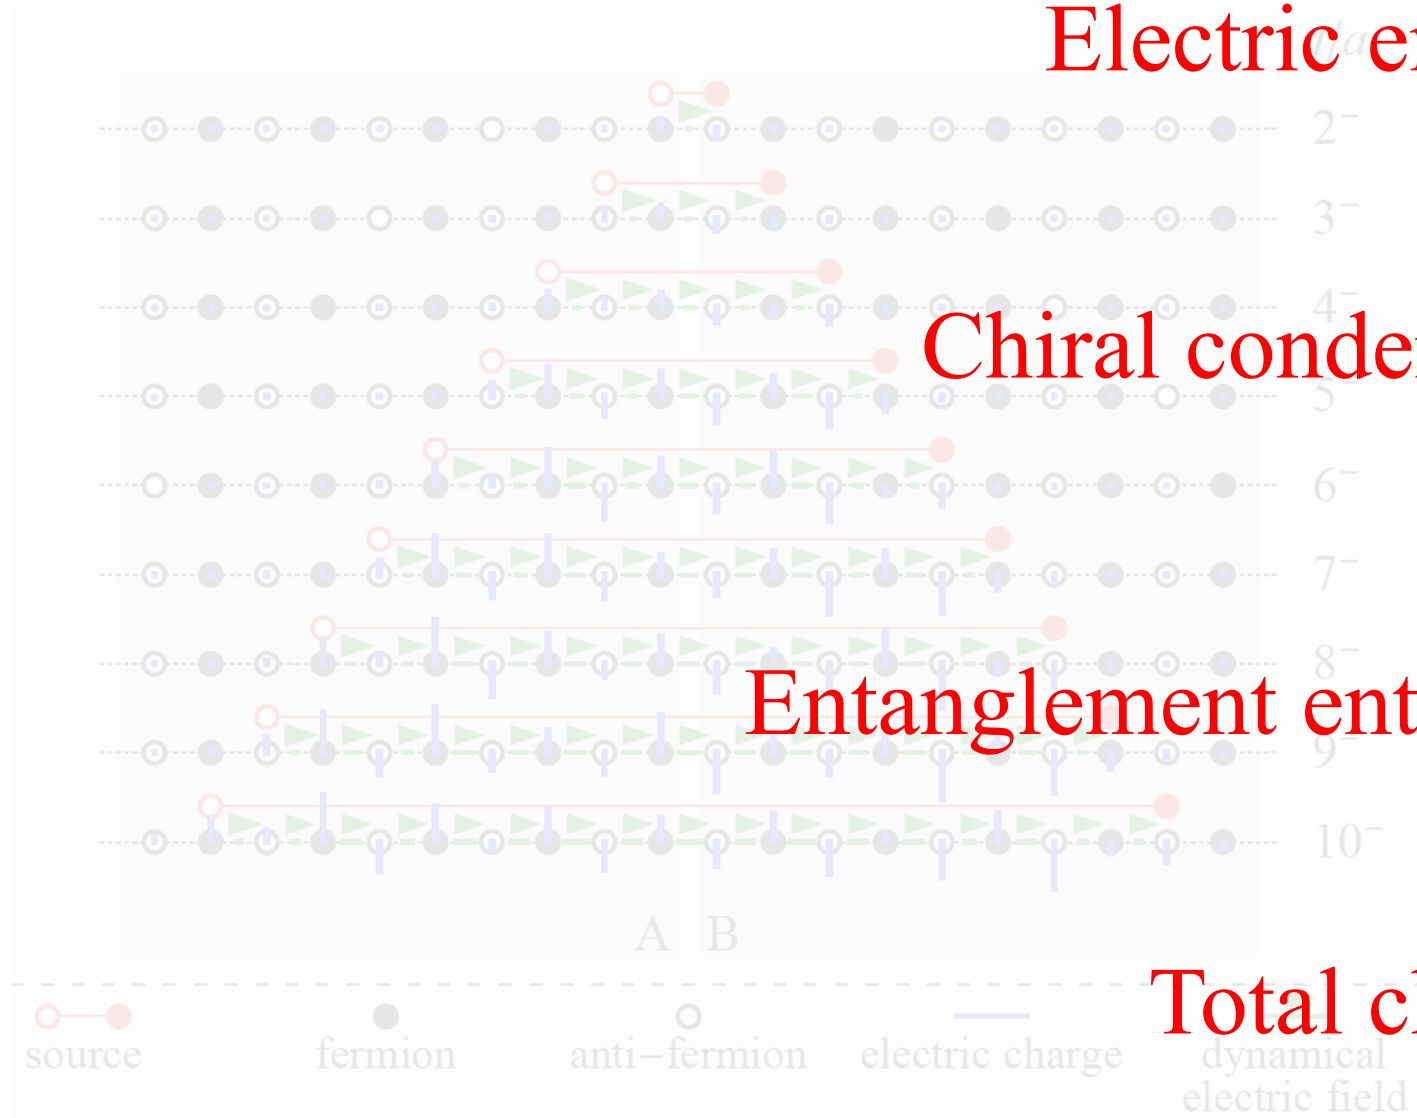 Electric e
t/a
2⁻
3⁻
4⁻
Chiral conde
5⁻
6⁻
7⁻
8⁻
Entanglement ent
9⁻
10⁻
A B
Total c
source
fermion
anti−fermion
electric charge
dynamical
electric field